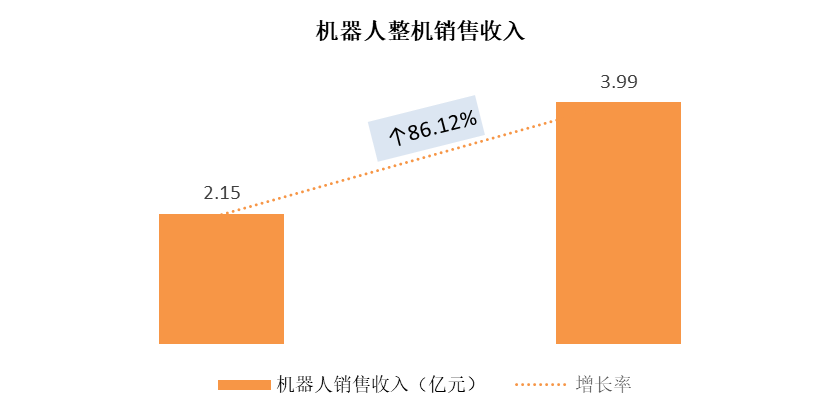 机器人整机销售收入
3.99
↑86.12%
2.15
机器人销售收入（亿元）
增长率